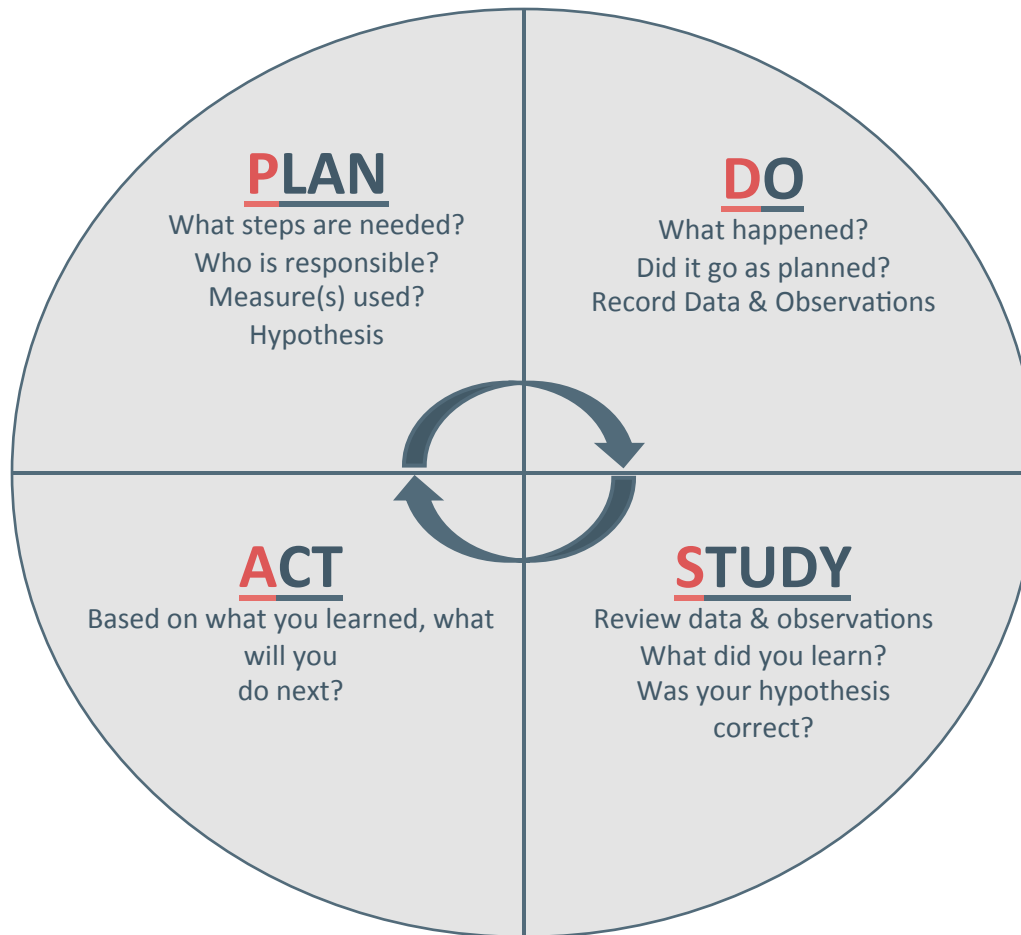 PLAN
What steps are needed?
Who is responsible?
Measure(s) used?
Hypothesis
DO
What happened?
Did it go as planned?
Record Data & Observations
ACT
Based on what you learned, what
will you
do next?
STUDY
Review data & observations
What did you learn?
Was your hypothesis
correct?